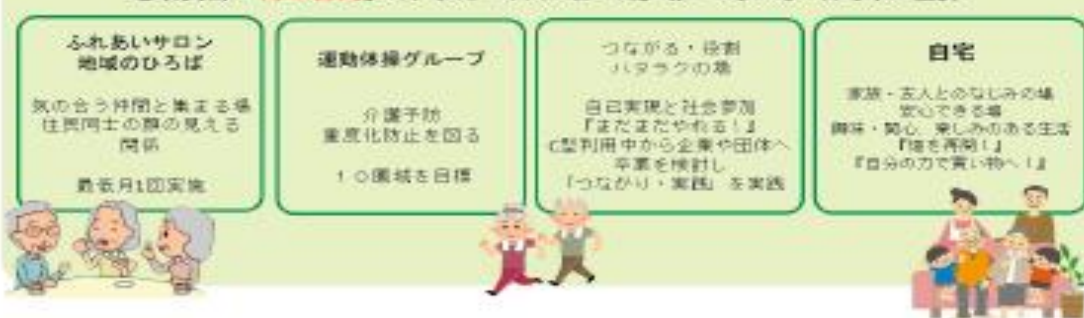 ふれあいサロン
地域のひろば
気の合う仲間と集まる場
住民同士の顔の見える
関係
最低月1回実施
運動体操グループ
介護予防
重度化防止を図る
10圏域を目標
つながる・役割
ハタラクの場
自己実現と社会参加
『まだまだやれる!』
C型利用中から企業や団体へ
卒業を検討し
「つながり・実践」を実践
自宅
家族・友人とのなじみの場
安心できる場
興味・関心、楽しみのある生活
を再開!』
『自分の力で買い物へ!』